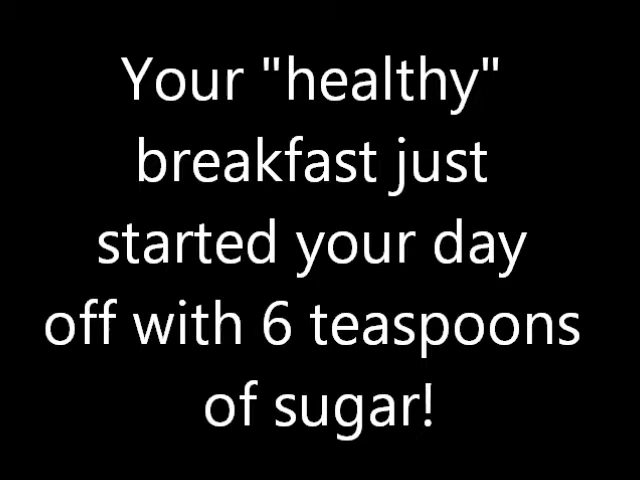 Your "healthy"
breakfast just
started your day
off with 6 teaspoons
of sugar!